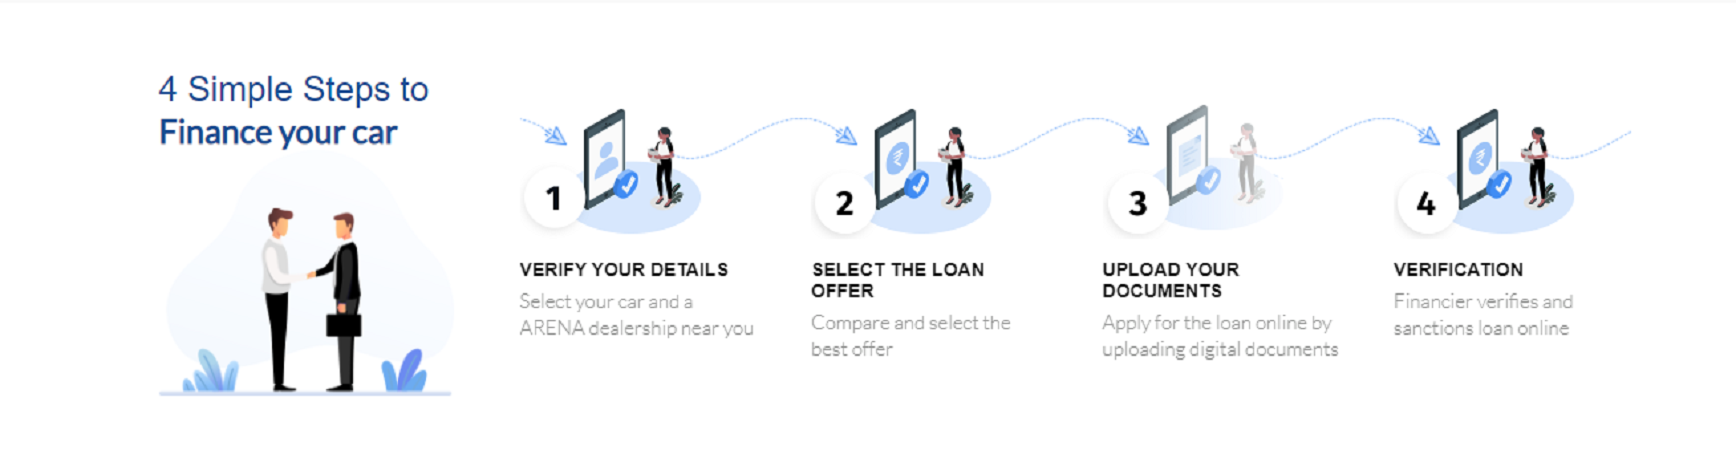 4 Simple Steps to
Finance your car
1
VERIFY YOUR DETAILS
Select your car and a
ARENA dealership near you
2
SELECT THE LOAN
OFFER
Compare and select the
best offer
3
UPLOAD YOUR
DOCUMENTS
Apply for the loan online by
uploading digital documents
4
VERIFICATION
Financier verifies and
sanctions loan online